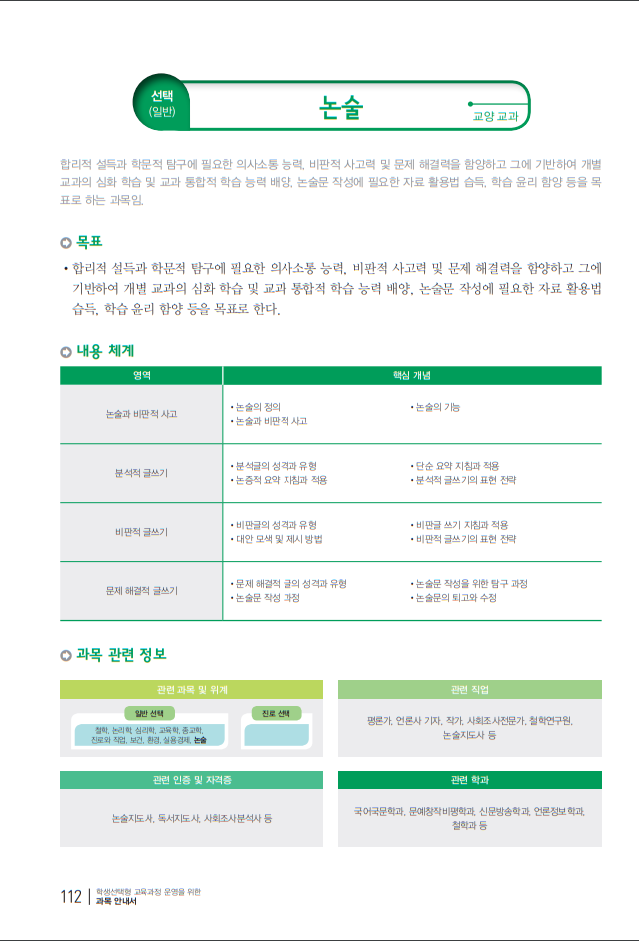 선택
(일반)
논술
교양 교과
합리적 설득과 학문적 탐구에 필요한 의사소통 능력, 비판적 사고력 및 문제 해결력을 함양하고 그에 기반하여 개별
교과의 심화 학습 및 교과 통합적 학습 능력 배양, 논술문 작성에 필요한 자료 활용법 습득, 학습 윤리 함양 등을 목
표로 하는 과목임.
목표
• 합리적 설득과 학문적 탐구에 필요한 의사소통 능력, 비판적 사고력 및 문제 해결력을 함양하고 그에
기반하여 개별 교과의 심화 학습 및 교과 통합적 학습 능력 배양, 논술문 작성에 필요한 자료 활용법
습득, 학습 윤리 함양 등을 목표로 한다.
내용 체계
영역 핵심 개념
논술과 비판적 사고
• 논술의 정의 • 논술의 기능
• 논술과 비판적 사고
분석적 글쓰기
• 분석글의 성격과 유형 • 단순 요약 지침과 적용
• 논증적 요약 지침과 적용 • 분석적 글쓰기의 표현 전략
비판적 글쓰기
• 비판글의 성격과 유형 • 비판글 쓰기 지침과 적용
• 대안 모색 및 제시 방법 • 비판적 글쓰기의 표현 전략
문제 해결적 글쓰기
• 문제 해결적 글의 성격과 유형 • 논술문 작성을 위한 탐구 과정
• 논술문 작성 과정 • 논술문의 퇴고와 수정
과목 관련 정보
관련 과목 및 위계
일반 선택 진로 선택
철학, 논리학, 심리학, 교육학, 종교학,
진로와 직업, 보건, 환경, 실용경제, 논술
관련 직업
평론가, 언론사 기자, 작가, 사회조사전문가, 철학연구원,
논술지도사 등
관련 인증 및 자격증
논술지도사, 독서지도사, 사회조사분석사 등
관련 학과
국어국문학과, 문예창작비평학과, 신문방송학과, 언론정보학과,
철학과 등
112
학생선택형 교육과정 운영을 위한
과목 안내서